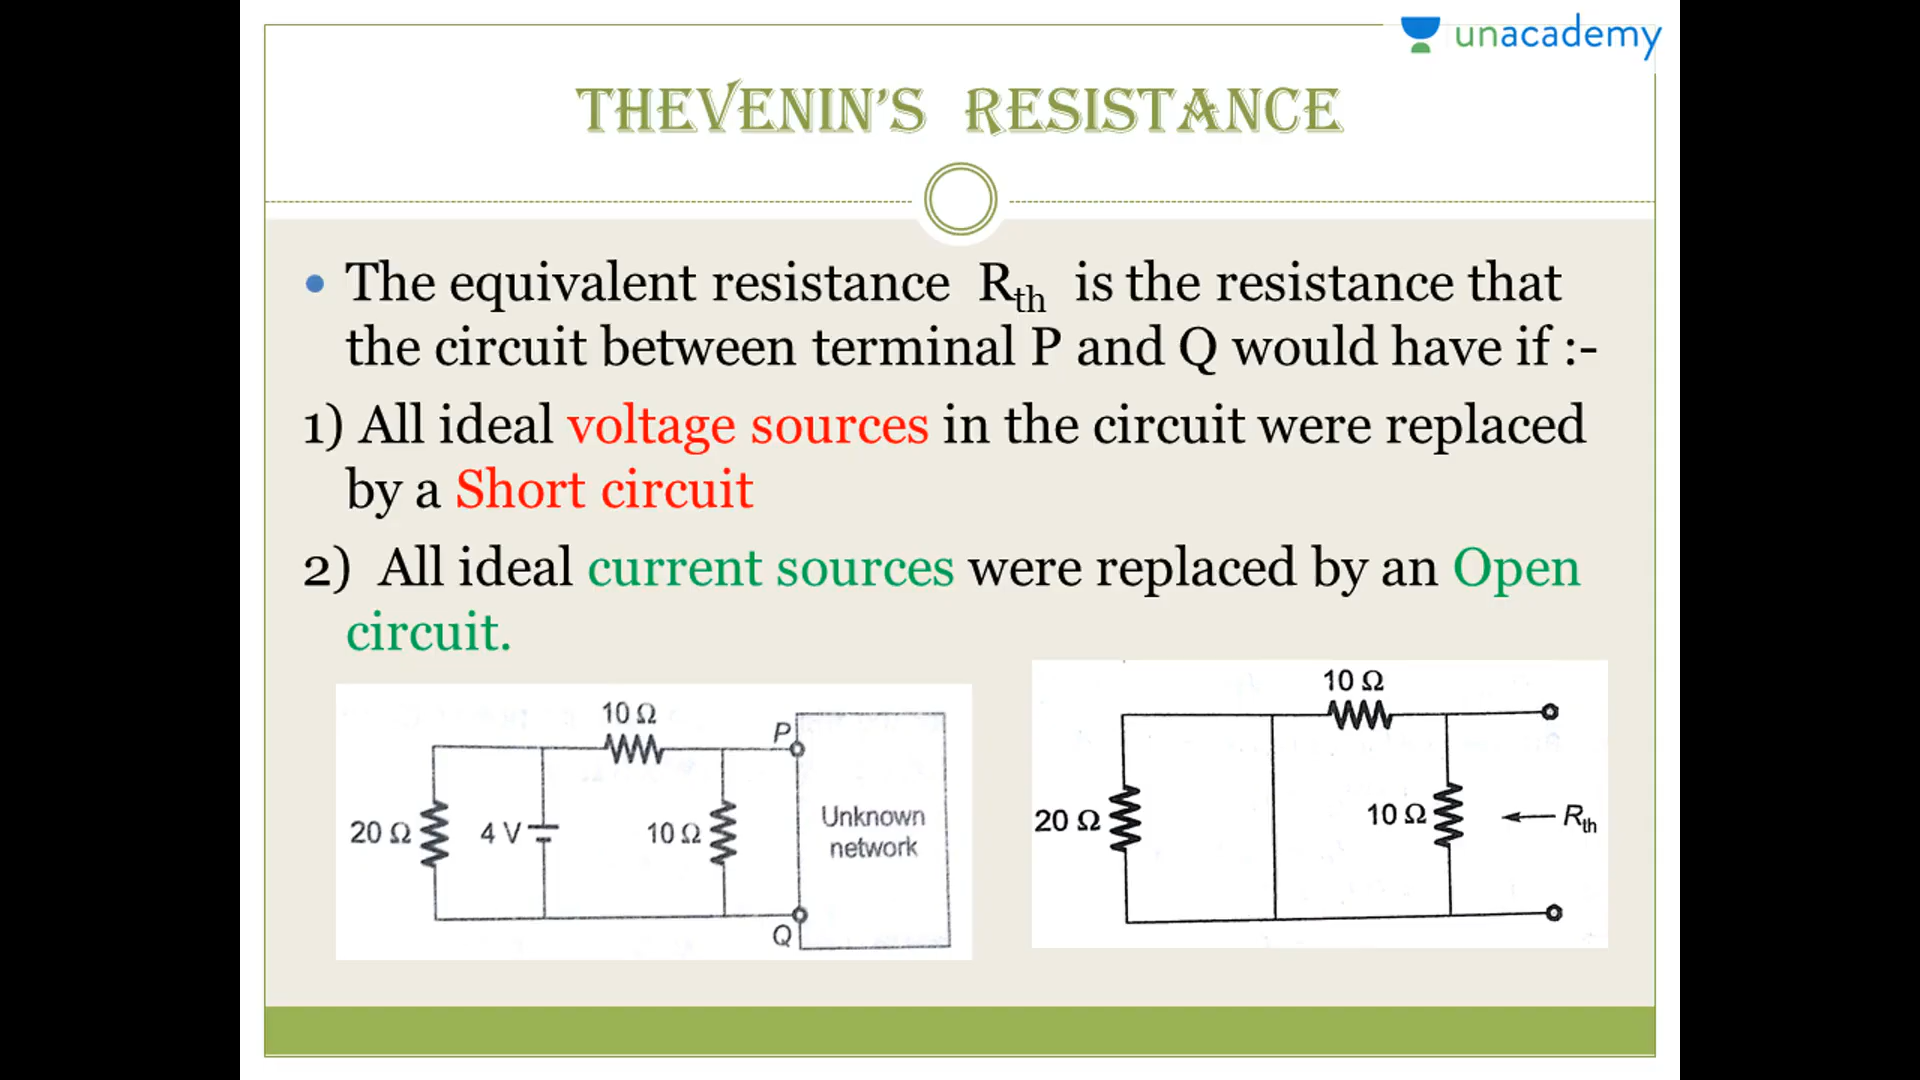 unacademy
THEVENIN'S RESISTANCE
• The equivalent resistance Rth is the resistance that
the circuit between terminal P and Q would have if :-
1) All ideal voltage sources in the circuit were replaced
by a Short circuit
2) All ideal current sources were replaced by an Open
circuit.
10 Ω
P
20 Ω
4 V
10 Ω
Unknown
network
Q
10 Ω
20 Ω
10 Ω
Rth